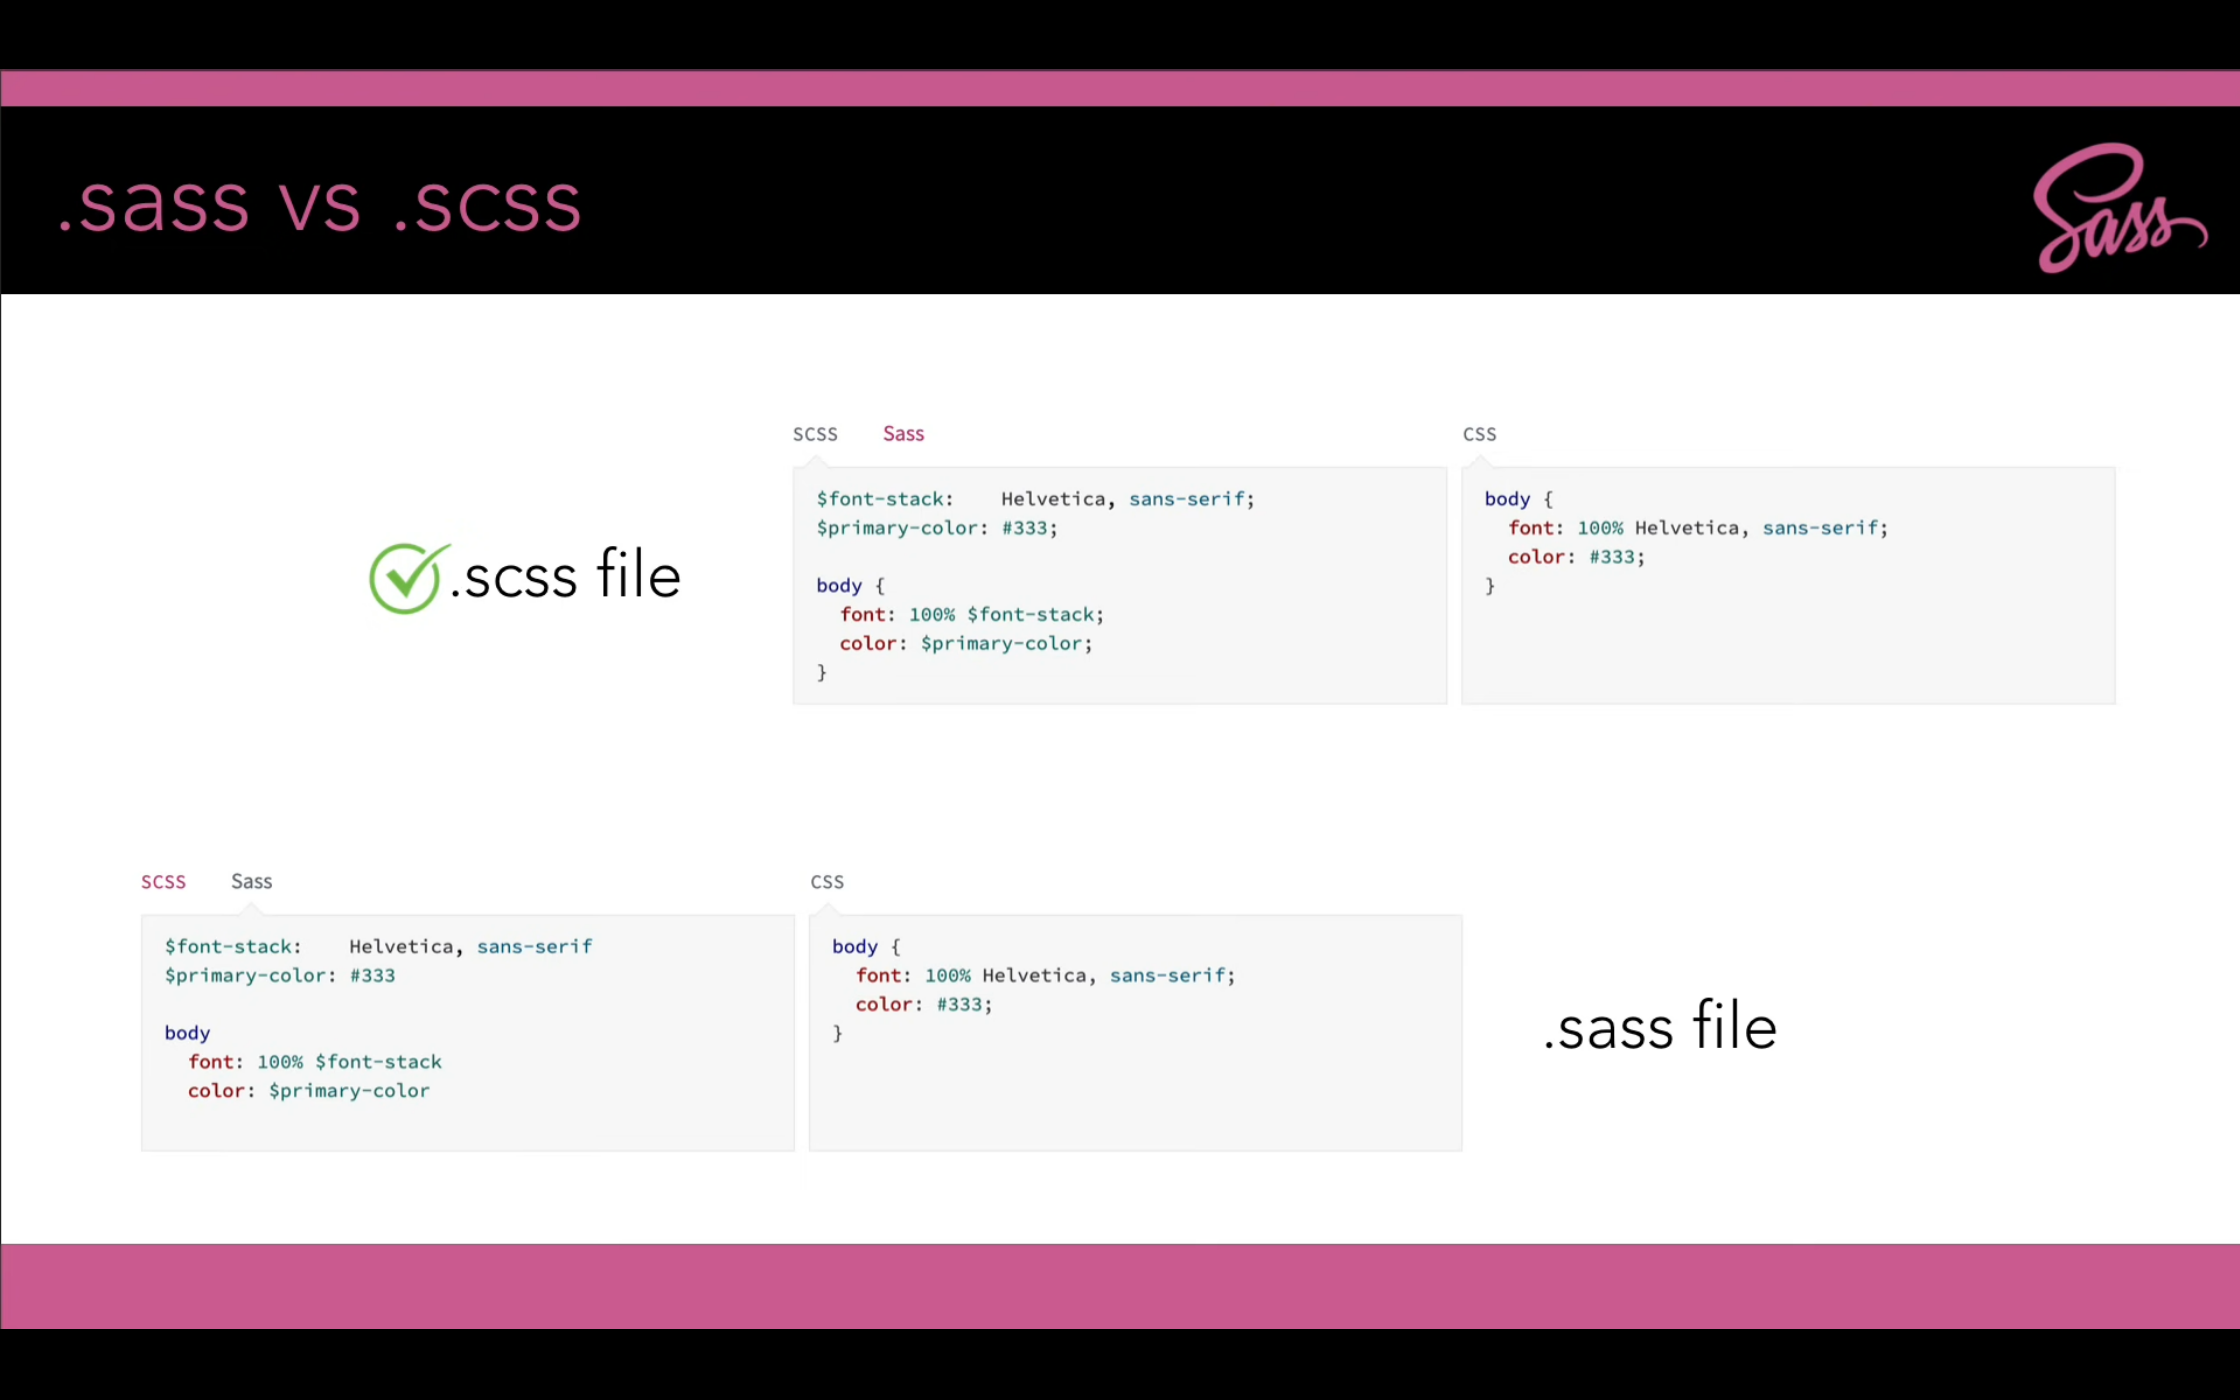 .sass vs .scss
Sass
SCSS Sass
CSS
$font-stack:    Helvetica, sans-serif;
$primary-color: #333;
body {
  font: 100% $font-stack;
  color: $primary-color;
}
body {
  font: 100% Helvetica, sans-serif;
  color: #333;
}
.scss file
SCSS Sass
CSS
$font-stack:    Helvetica, sans-serif
$primary-color: #333
body
  font: 100% $font-stack
  color: $primary-color
body {
  font: 100% Helvetica, sans-serif;
  color: #333;
}
.sass file